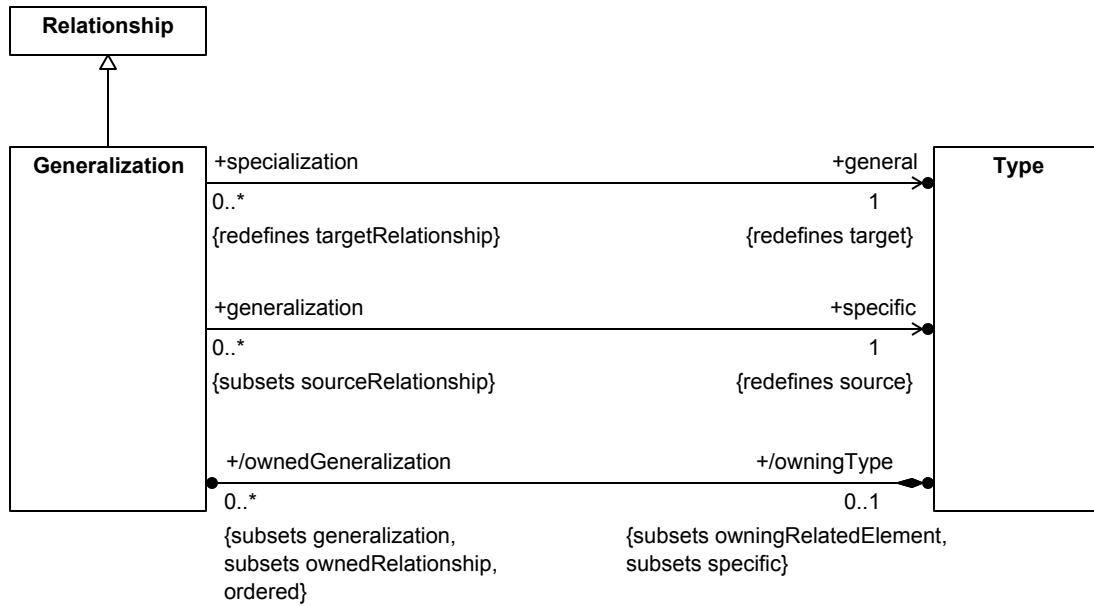 Relationship
Generalization
+specialization
+general
Type
0..*
1
{redefines targetRelationship}
{redefines target}
+generalization
+specific
0..*
1
{subsets sourceRelationship}
{redefines source}
+/ownedGeneralization
+/owningType
0..*
0..1
{subsets generalization,
subsets ownedRelationship,
ordered}
{subsets owningRelatedElement,
subsets specific}